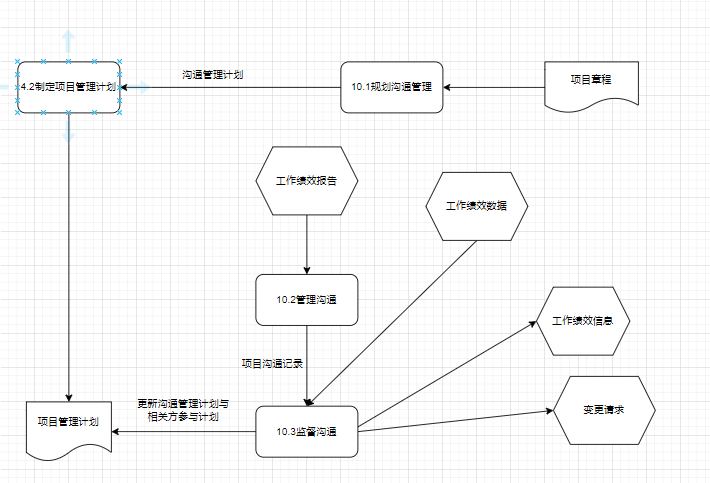 沟通管理计划
4.2制定项目管理计划
10.1规划沟通管理
项目章程
工作绩效报告
工作绩效数据
10.2管理沟通
工作绩效信息
项目沟通记录
更新沟通管理计划与
相关方参与计划
项目管理计划
10.3监督沟通
变更请求